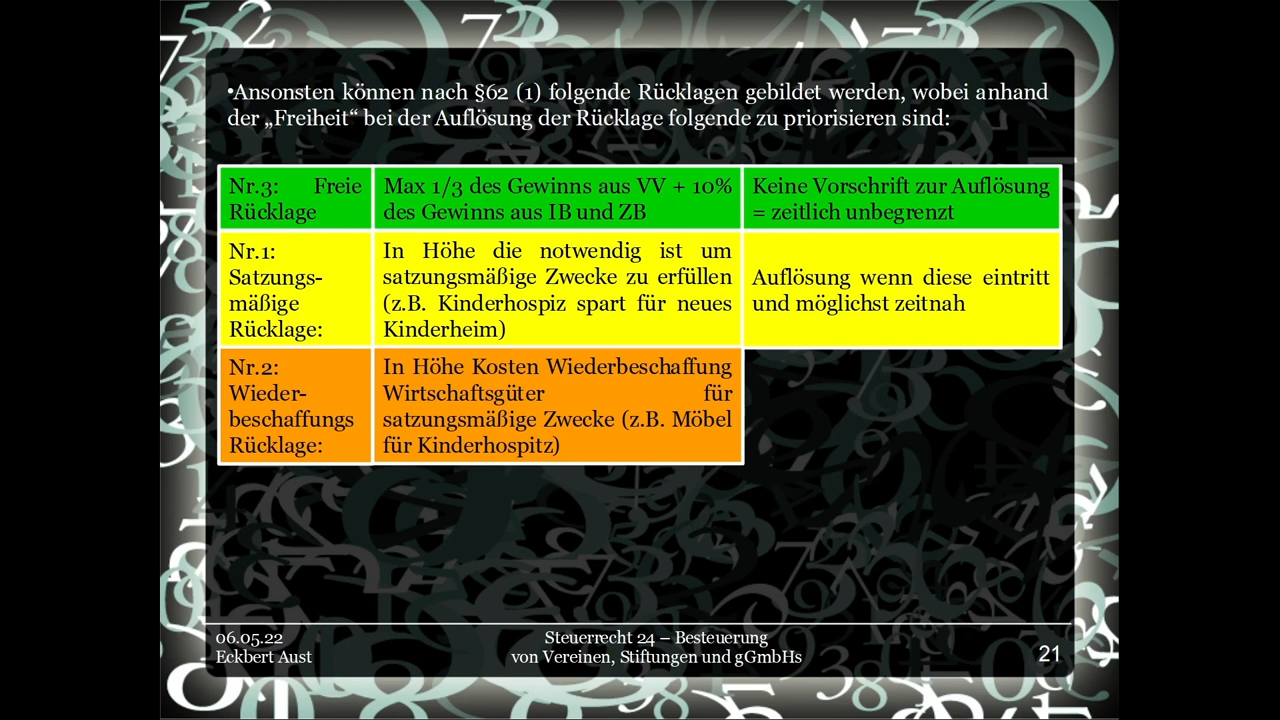 •Ansonsten können nach §62 (1) folgende Rücklagen gebildet werden, wobei anhand
der „Freiheit“ bei der Auflösung der Rücklage folgende zu priorisieren sind:
Nr.3: Freie
Rücklage
Max 1/3 des Gewinns aus VV + 10%
des Gewinns aus IB und ZB
Keine Vorschrift zur Auflösung
= zeitlich unbegrenzt
Nr.1:
Satzungs-
mäßige
Rücklage:
In Höhe die notwendig ist um
satzungsmäßige Zwecke zu erfüllen
(z.B. Kinderhospiz spart für neues
Kinderheim)
Auflösung wenn diese eintritt
und möglichst zeitnah
Nr.2:
Wieder-
beschaffungs
Rücklage:
In Höhe Kosten Wiederbeschaffung
Wirtschaftsgüter für
satzungsmäßige Zwecke (z.B. Möbel
für Kinderhospitz)
06.05.22
Eckbert Aust
Steuerrecht 24 – Besteuerung
von Vereinen, Stiftungen und gGmbHs
21